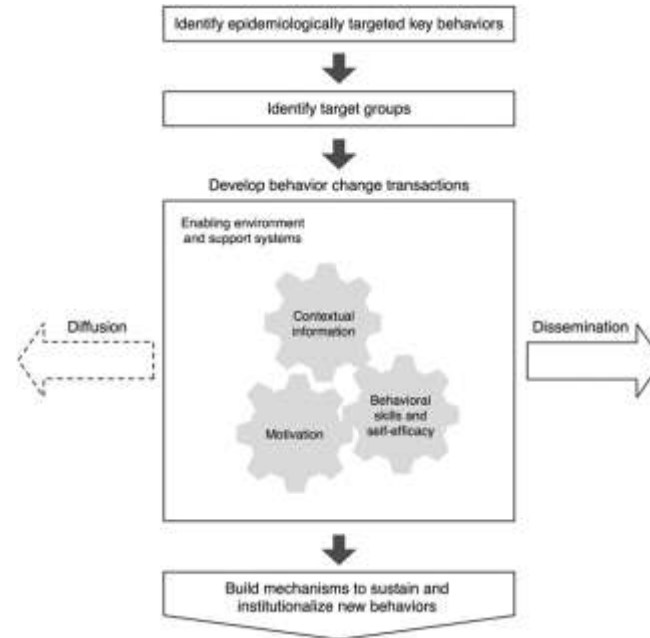 Identify epidemiologically targeted key behaviors
Identify target groups
Develop behavior change transactions
Enabling environment
and support systems
Contextual
information
Diffusion
Dissemination
Motivation
Behavioral
skills and
self-efficacy
Build mechanisms to sustain and
institutionalize new behaviors